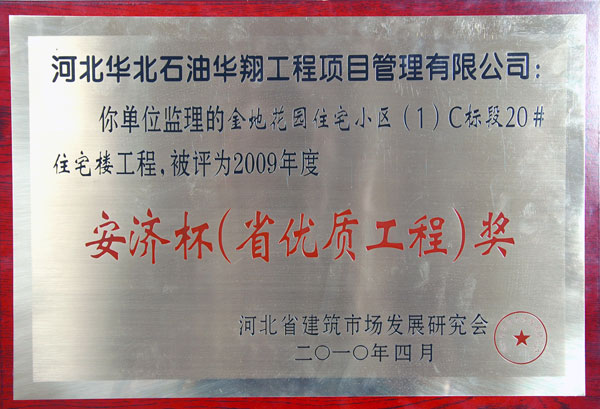 河北华北石油华翔工程项目管理有限公司：
你单位监理的金地花园住宅小区（1）C标段20#
住宅楼工程，被评为2009年度
安济杯（省优质工程）奖
河北省建筑市场发展研究会
二〇一〇年四月